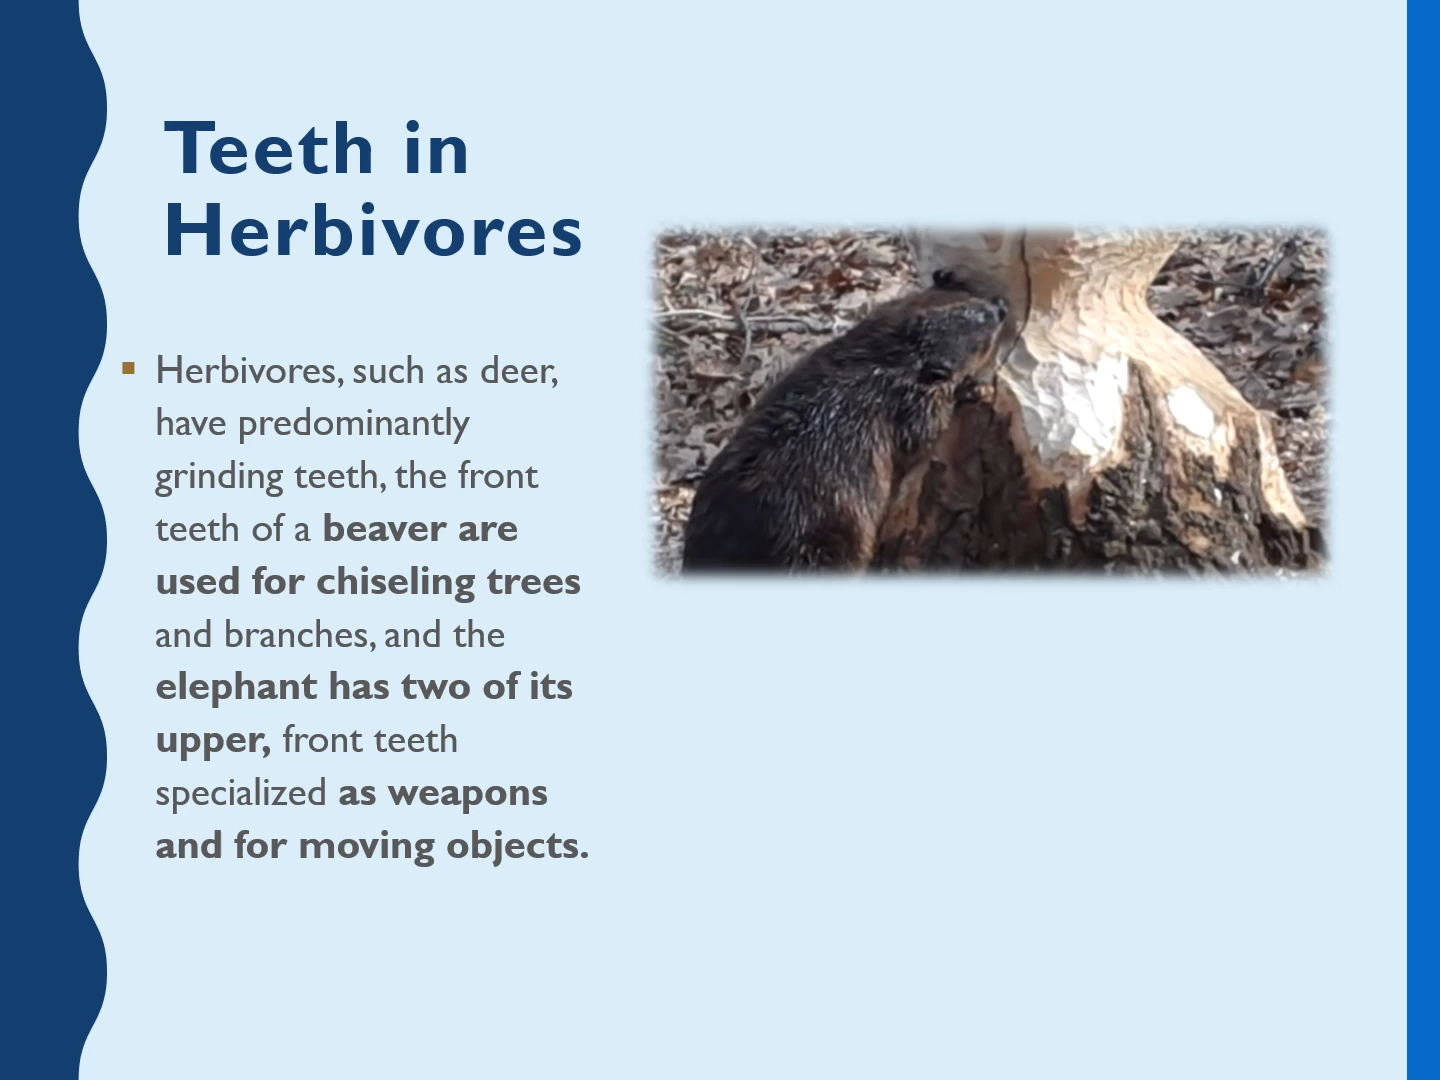 Teeth in
Herbivores
▪ Herbivores, such as deer,
have predominantly
grinding teeth, the front
teeth of a beaver are
used for chiseling trees
and branches, and the
elephant has two of its
upper, front teeth
specialized as weapons
and for moving objects.